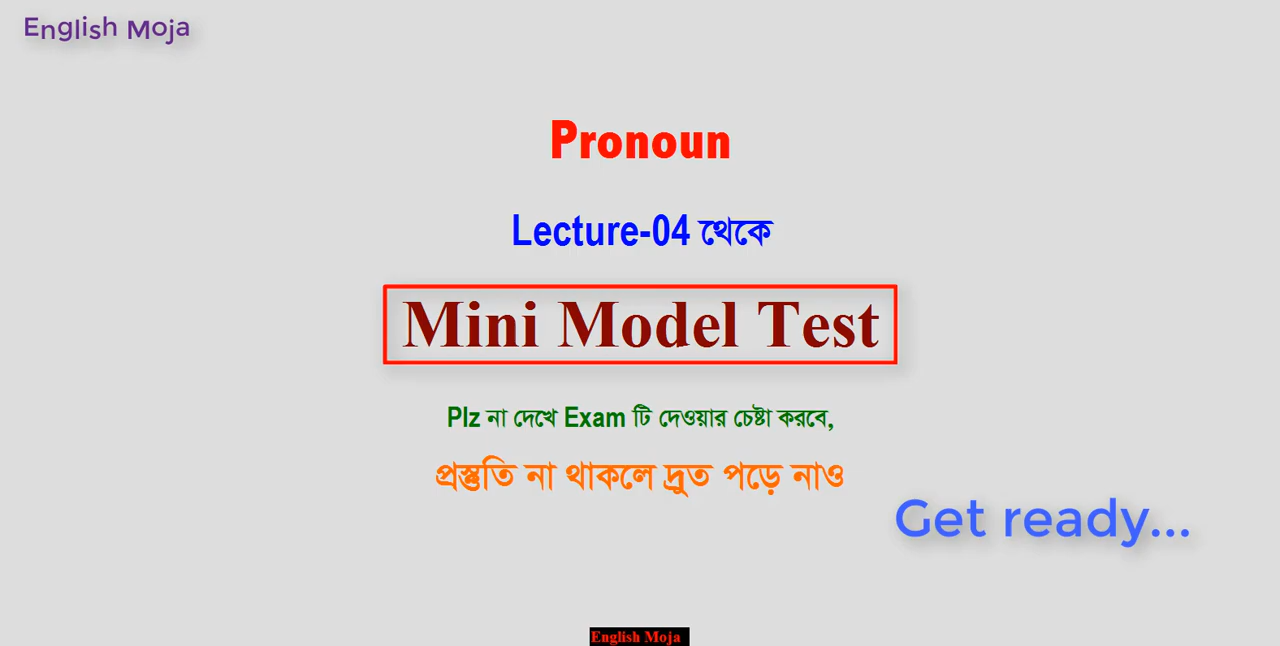 English Moja
Pronoun
Lecture-04 থেকে
Mini Model Test
Plz না দেখে Exam টি দেওয়ার চেষ্টা করবে,
প্রস্তুতি না থাকলে দ্রুত পড়ে নাও
Get ready...
English Moja